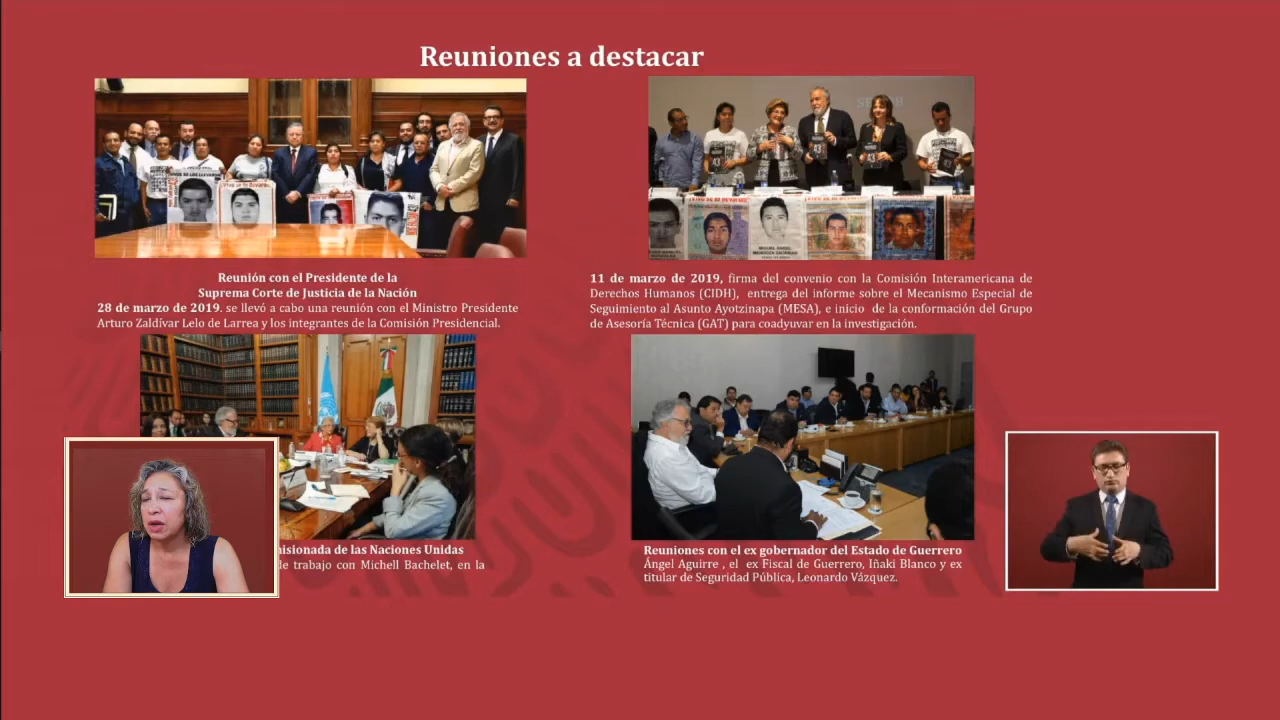 Reuniones a destacar
Reunión con el Presidente de la
Suprema Corte de Justicia de la Nación
28 de marzo de 2019. se llevó a cabo una reunión con el Ministro Presidente
Arturo Zaldívar Lelo de Larrea y los integrantes de la Comisión Presidencial.
11 de marzo de 2019, firma del convenio con la Comisión Interamericana de
Derechos Humanos (CIDH), entrega del informe sobre el Mecanismo Especial de
Seguimiento al Asunto Ayotzinapa (MESA), e inicio de la conformación del Grupo
de Asesoría Técnica (GAT) para coadyuvar en la investigación.
misionada de las Naciones Unidas
de trabajo con Michell Bachelet, en la
Reuniones con el ex gobernador del Estado de Guerrero
Ángel Aguirre , el ex Fiscal de Guerrero, Iñaki Blanco y ex
titular de Seguridad Pública, Leonardo Vázquez.